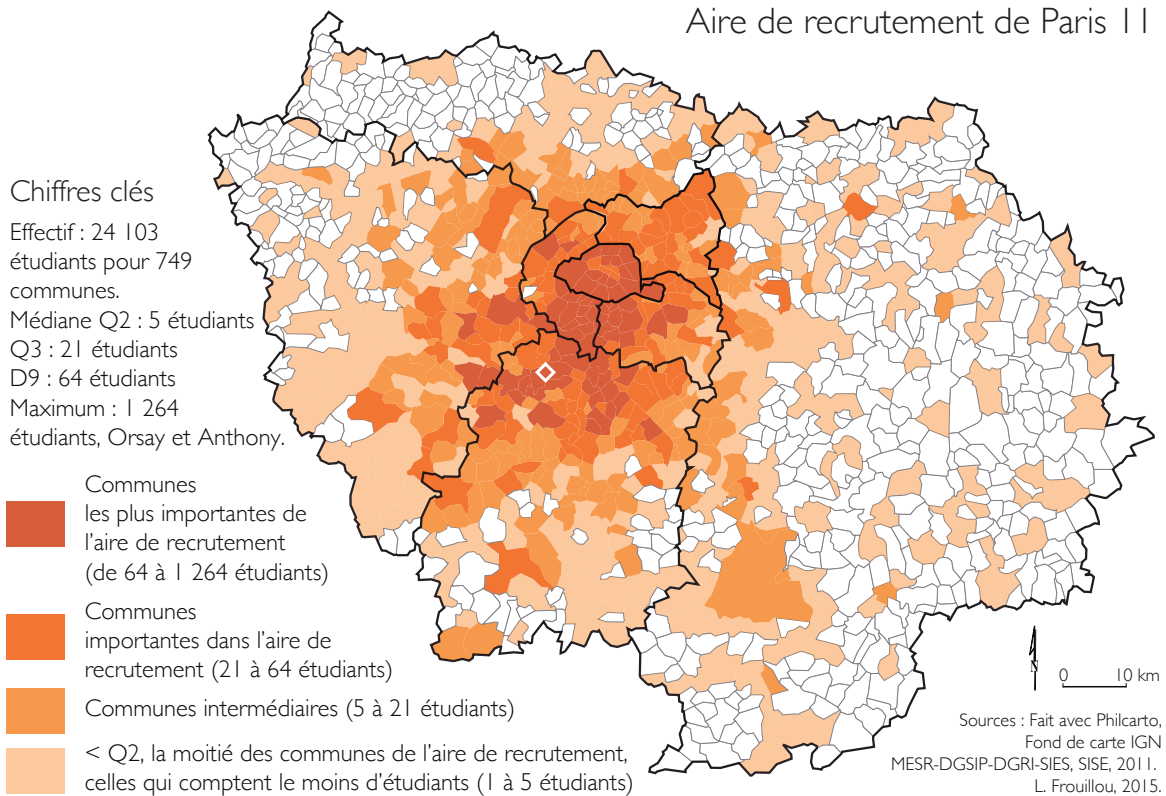 Aire de recrutement de Paris 11
Chiffres clés
Effectif : 24 103
étudiants pour 749
communes.
Médiane Q2 : 5 étudiants
Q3 : 21 étudiants
D9 : 64 étudiants
Maximum : 1 264
étudiants, Orsay et Anthony.
Communes
les plus importantes de
l'aire de recrutement
(de 64 à 1 264 étudiants)
Communes
importantes dans l'aire de
recrutement (21 à 64 étudiants)
Communes intermédiaires (5 à 21 étudiants)
< Q2, la moitié des communes de l'aire de recrutement,
celles qui comptent le moins d'étudiants (1 à 5 étudiants)
N
0 10 km
Sources : Fait avec Philcarto,
Fond de carte IGN
MESR-DGSIP-DGRI-SIES, SISE, 2011.
L. Frouillou, 2015.